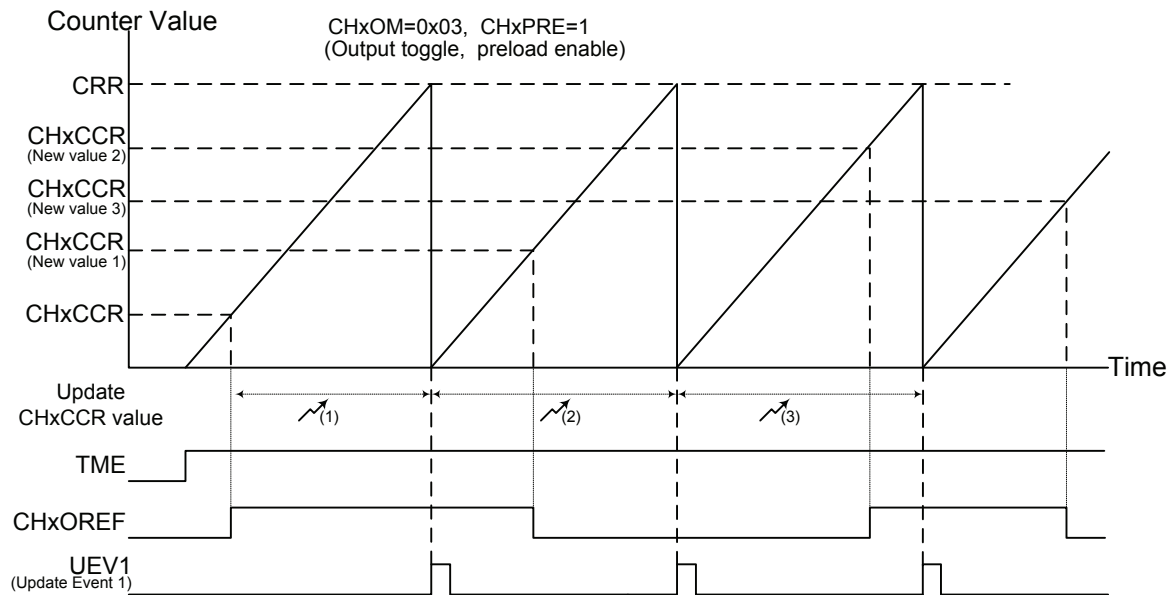 Counter Value
CHxOM=0x03, CHxPRE=1
(Output toggle, preload enable)
CRR
CHxCCR
(New value 2)
CHxCCR
(New value 3)
CHxCCR
(New value 1)
CHxCCR
Time
Update
CHxCCR value
(1)
(2)
(3)
TME
CHxOREF
UEV1
(Update Event 1)